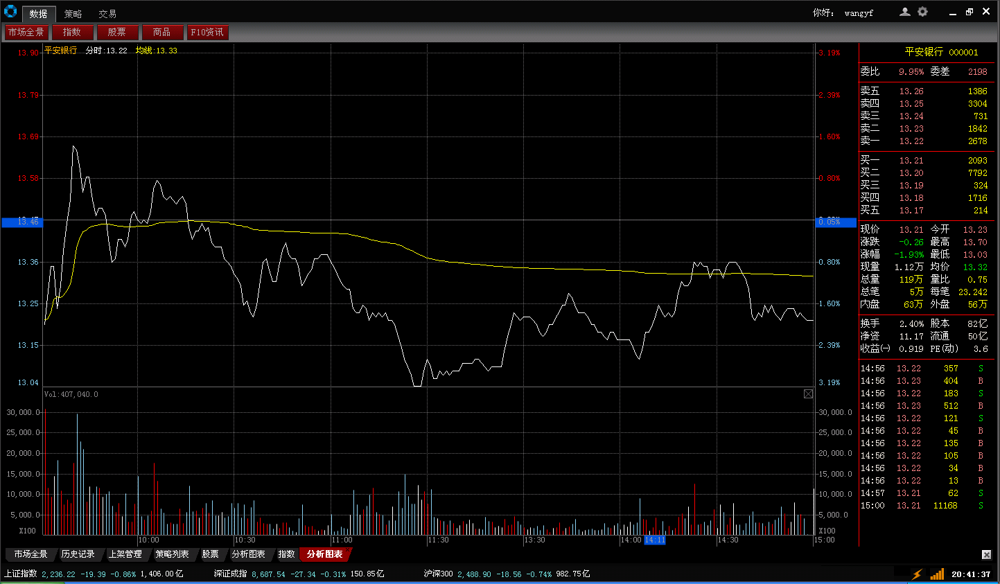 数据 策略 交易 你好: wangyf
市场全景 指数 股票 商品 F10资讯
平安银行 分时:13.22 均线:13.33
13.90
13.79
13.69
13.58
13.46
13.36
13.25
13.15
13.04
3.19%
2.39%
1.60%
0.80%
0.05%
-0.80%
-1.60%
-2.39%
3.19%
Vol:407,040.0
30,000.0
25,000.0
20,000.0
15,000.0
10,000.0
5,000.0
X100
30,000.0
25,000.0
20,000.0
15,000.0
10,000.0
5,000.0
X100
10:00 10:30 11:00 11:30 13:30 14:00 14:11 14:30 15:00
平安银行 000001
委比 9.95% 委差 2198
卖五 13.26 1386
卖四 13.25 3304
卖三 13.24 731
卖二 13.23 1842
卖一 13.22 2678
买一 13.21 2093
买二 13.20 7792
买三 13.19 324
买四 13.18 1716
买五 13.17 214
现价 13.21 今开 13.23
涨跌 -0.26 最高 13.70
涨幅 -1.93% 最低 13.03
现量 1.12万 均价 13.32
总量 119万 量比 0.75
总笔 5万 每笔 23.242
内盘 63万 外盘 56万
换手 2.40% 股本 82亿
净资 11.17 流通 50亿
收益(一) 0.919 PE(动) 3.6
14:56 13.22 357 S
14:56 13.23 404 B
14:56 13.22 183 S
14:56 13.23 512 B
14:56 13.22 121 S
14:56 13.22 45 B
14:56 13.22 135 B
14:56 13.22 105 B
14:56 13.22 34 B
14:56 13.22 13 B
14:57 13.21 62 S
15:00 13.21 11168 S
市场全景 历史记录 上架管理 策略列表 股票 分析图表 指数 分析图表
上证指数 2,236.22 -19.39 -0.86% 1,406.00亿 深证成指 8,687.54 -27.34 -0.31% 150.85亿 沪深300 2,488.90 -18.56 -0.74% 982.75亿 20:41:37